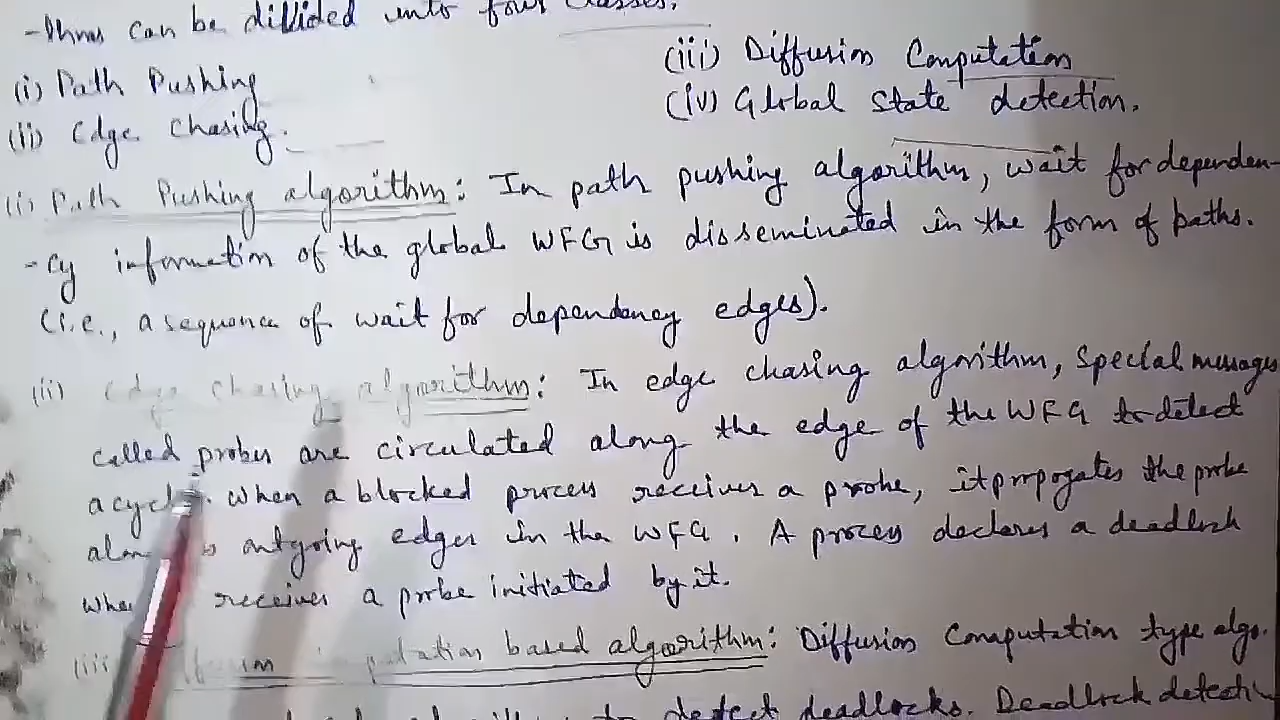 -thms can be divided into four classes.
(i) Path Pushing
(ii) Edge Chasing.
(iii) Diffusion Computation
(iv) Global State detection.
(i) Path Pushing algorithm: In path pushing algorithm, wait for dependen-
-cy information of the global WFG is disseminated in the form of paths.
(i.e., a sequence of wait for dependency edges).
(ii) Edge chasing algorithm: In edge chasing algorithm, special messages
called probes are circulated along the edge of the WFG to detect
a cycle. When a blocked process receives a probe, it propogates the probe
outgoing edges in the WFG. A process declares a deadlock
receives a probe initiated by it.
(iii) based algorithm: Diffusion Computation type algo.
to detect deadlocks. Deadlock